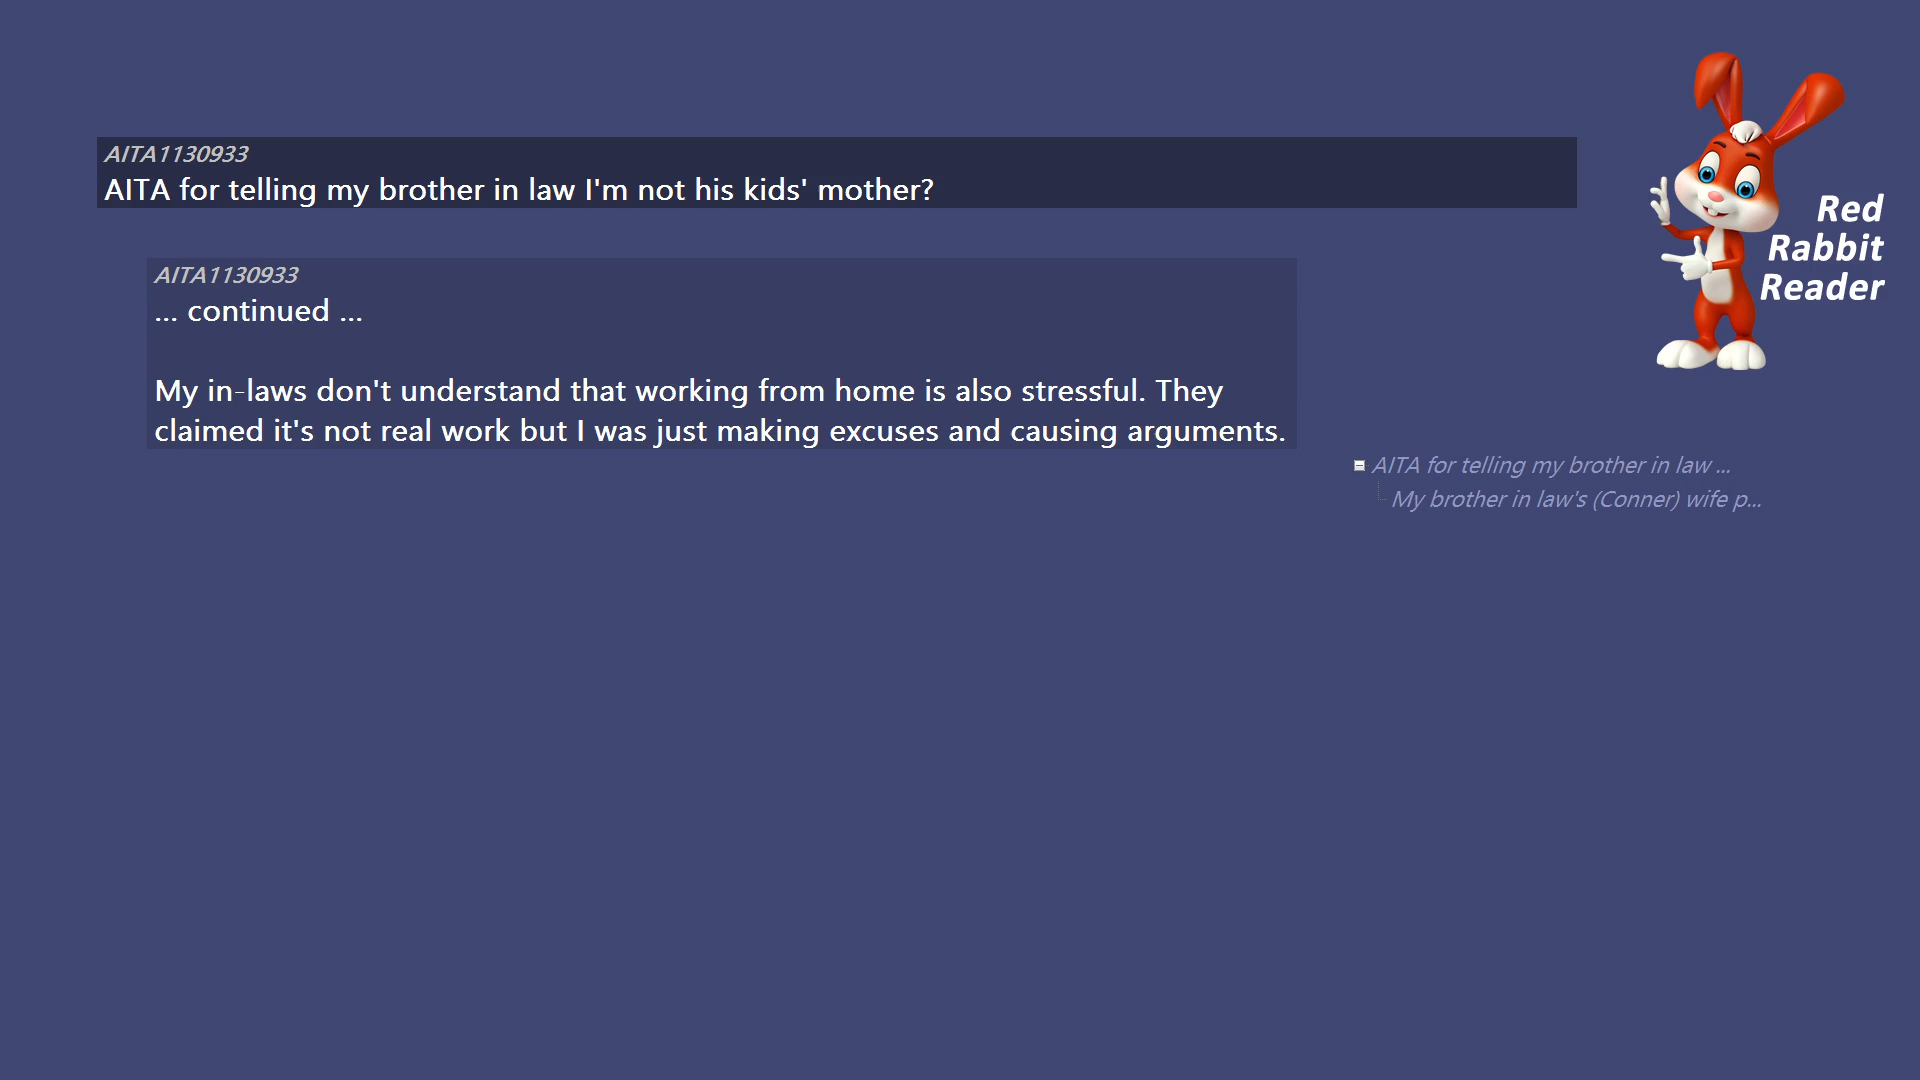 AITA1130933
AITA for telling my brother in law I'm not his kids' mother?
Red
Rabbit
Reader
AITA1130933
... continued ...
My in-laws don't understand that working from home is also stressful. They
claimed it's not real work but I was just making excuses and causing arguments.
AITA for telling my brother in law ...
My brother in law's (Conner) wife p...